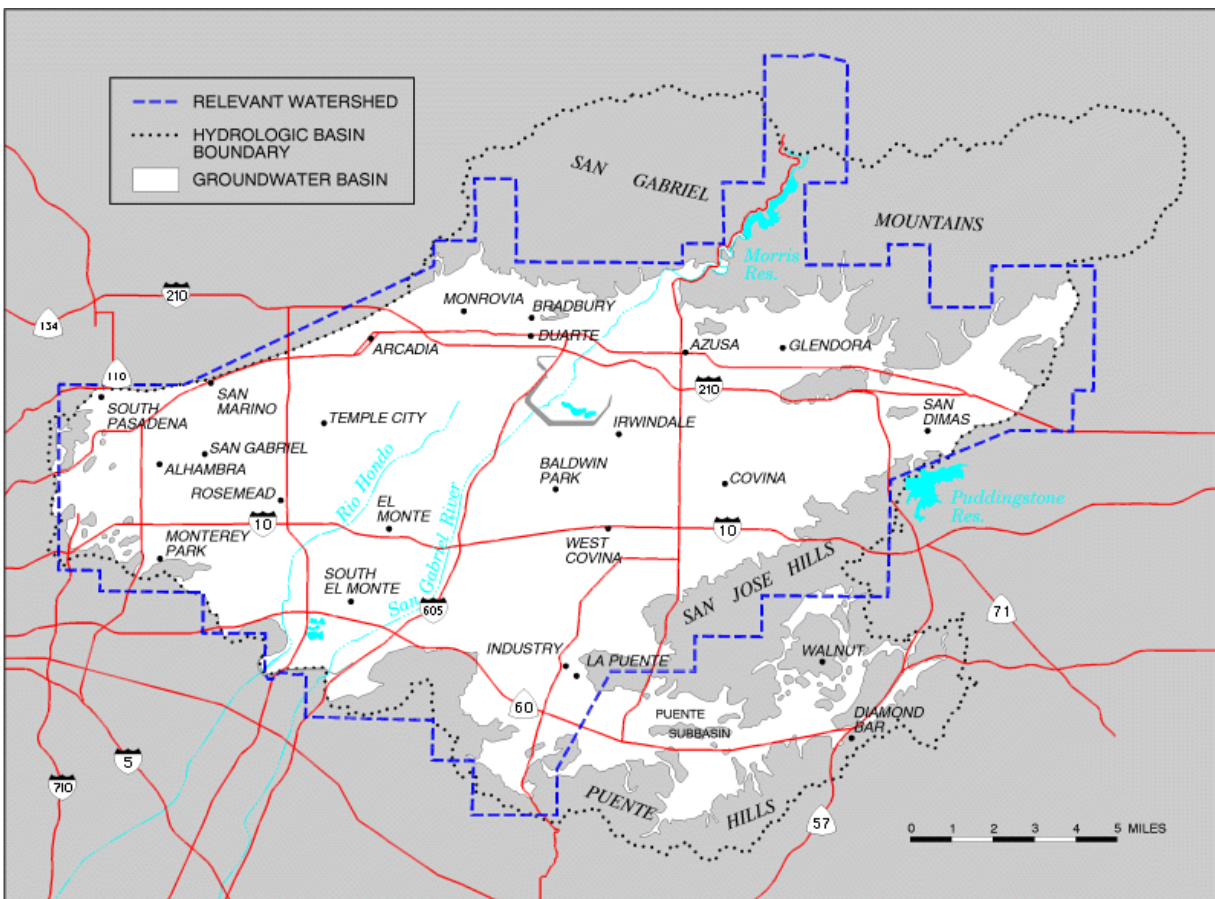 RELEVANT WATERSHED
HYDROLOGIC BASIN
BOUNDARY
GROUNDWATER BASIN
SAN GABRIEL
MOUNTAINS
Morris
Res.
210
134
110
MONROVIA
BRADBURY
DUARTE
ARCADIA
AZUSA
GLENDORA
SAN
MARINO
SOUTH
PASADENA
210
TEMPLE CITY
IRWINDALE
SAN
DIMAS
SAN GABRIEL
ALHAMBRA
ROSEMEAD
Rio Hondo
BALDWIN
PARK
COVINA
Puddingstone
Res.
10
EL
MONTE
San Gabriel River
10
MONTEREY
PARK
WEST
COVINA
SOUTH
EL MONTE
605
SAN JOSE HILLS
71
INDUSTRY
LA PUENTE
WALNUT
60
PUENTE
SUBBASIN
DIAMOND
BAR
5
710
PUENTE HILLS
57
0 1 2 3 4 5 MILES